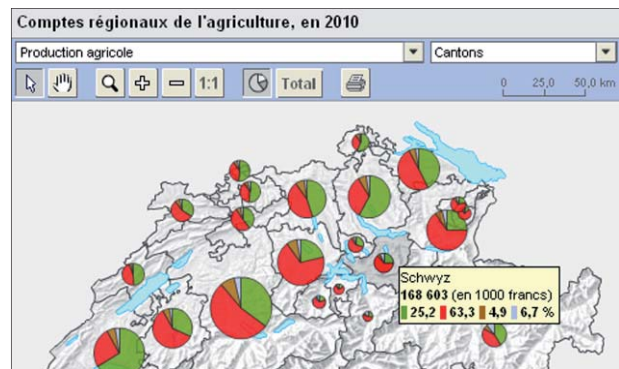 Comptes régionaux de l'agriculture, en 2010
Production agricole Cantons
1:1 Total 0 25,0 50,0 km
Schwyz
168 603 (en 1000 francs)
25,2 63,3 4,9 6,7 %